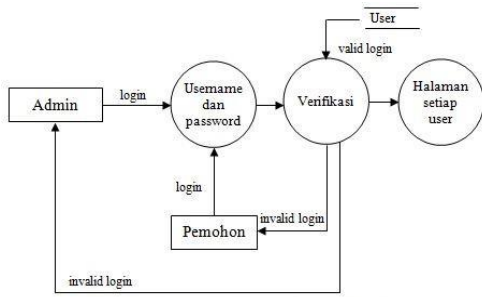 User
valid login
login
Admin
Username
dan
password
Verifikasi
Halaman
setiap
user
login
invalid login
Pemohon
invalid login